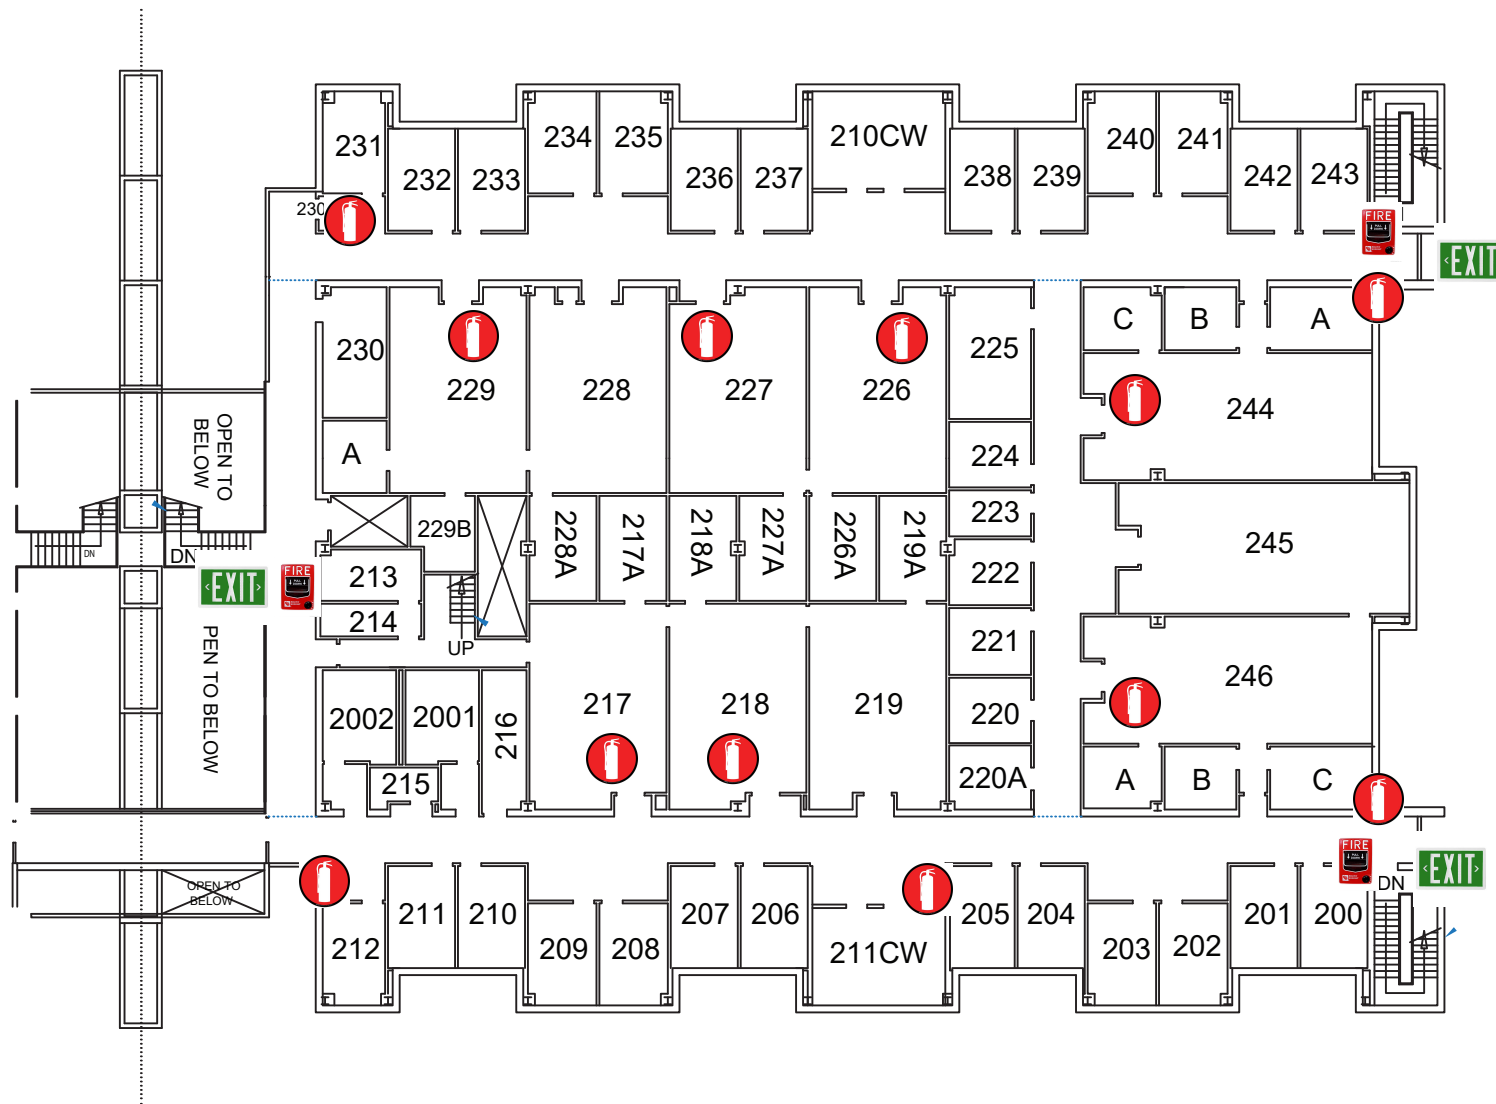 234
235
210CW
240
241
231
232
233
236
237
238
239
242
243
230
FIRE
EXIT
C
B
A
230
229
228
227
226
225
244
OPEN TO
BELOW
A
224
229B
228A
217A
218A
227A
226A
219A
223
245
DN
DN
EXIT
FIRE
213
222
214
UP
221
PEN TO BELOW
246
2002
2001
216
217
218
219
220
215
220A
A
B
C
FIRE
EXIT
DN
OPEN TO
BELOW
211
210
207
206
205
204
201
200
212
209
208
211CW
203
202